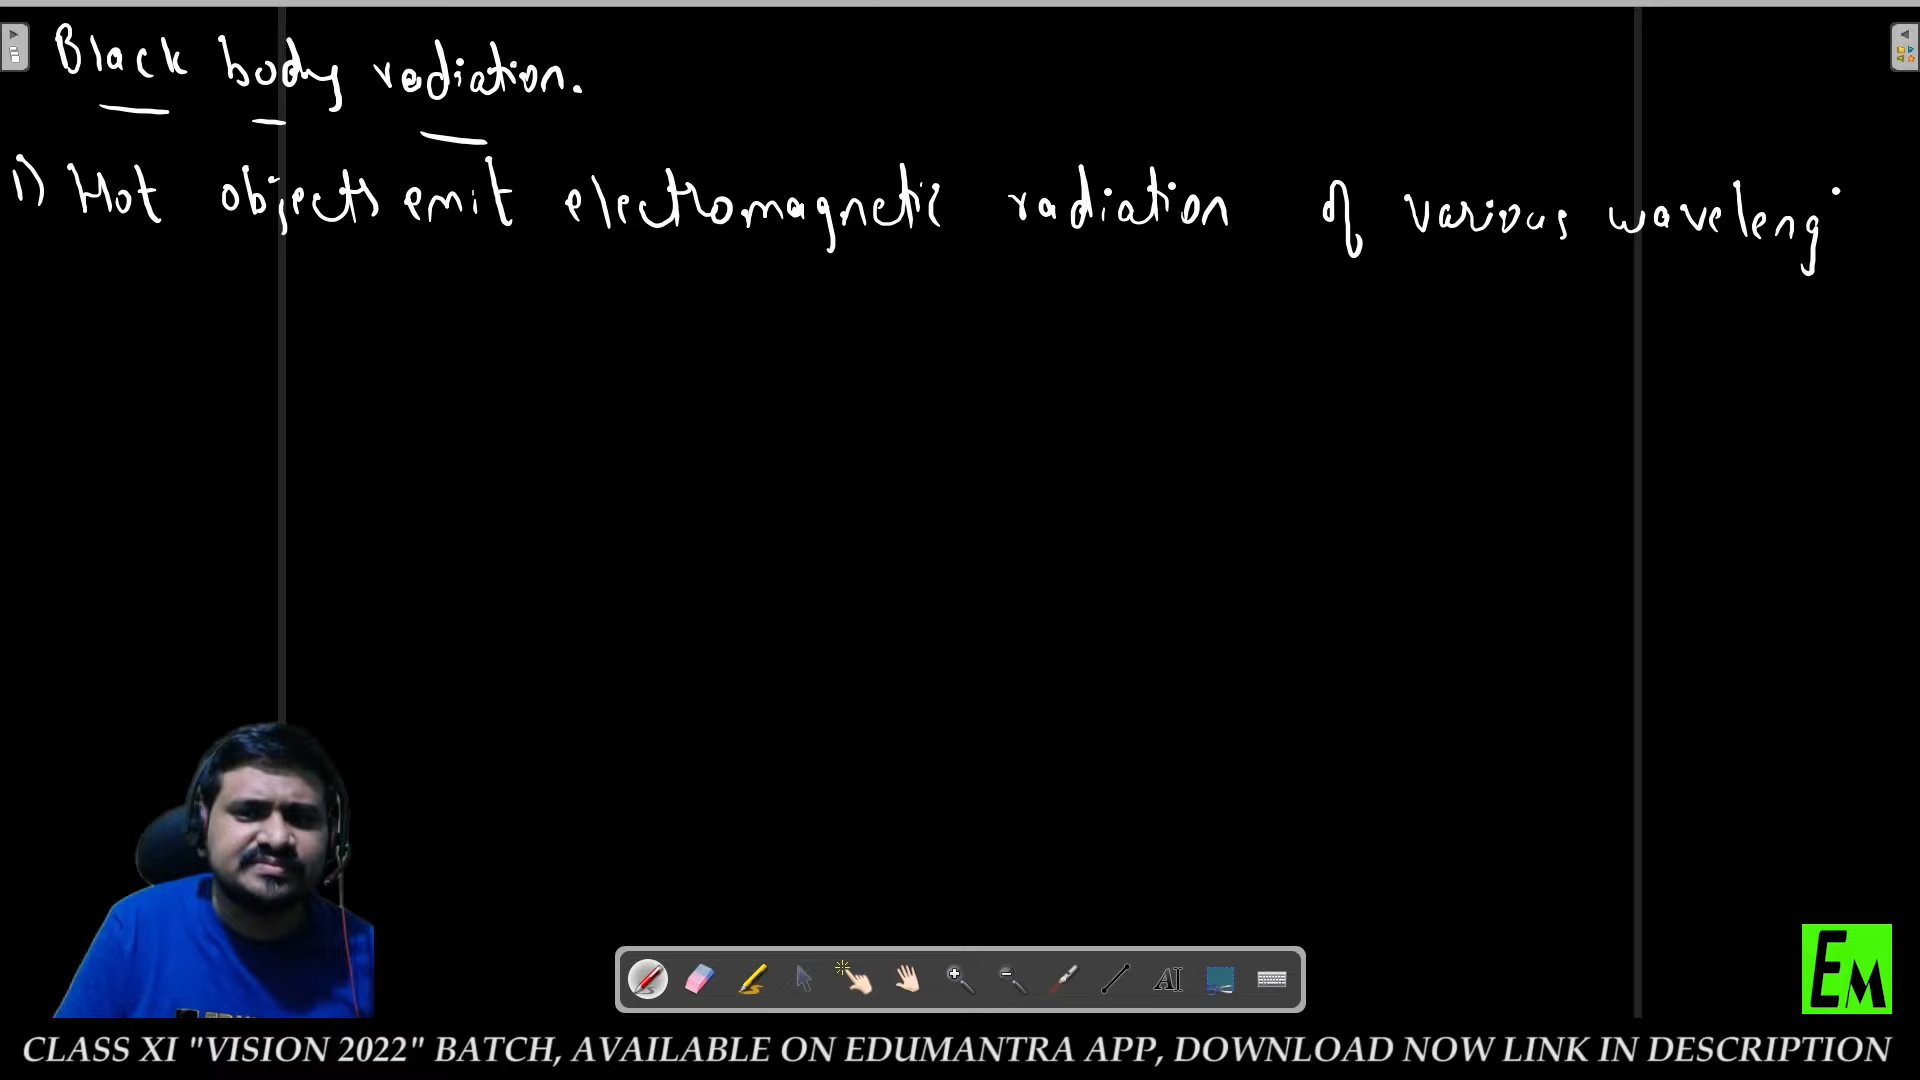 Black body radiation.
1) Hot objects emit electromagnetic radiation of various waveleng
AI
EM
CLASS XI "VISION 2022" BATCH, AVAILABLE ON EDUMANTRA APP, DOWNLOAD NOW LINK IN DESCRIPTION